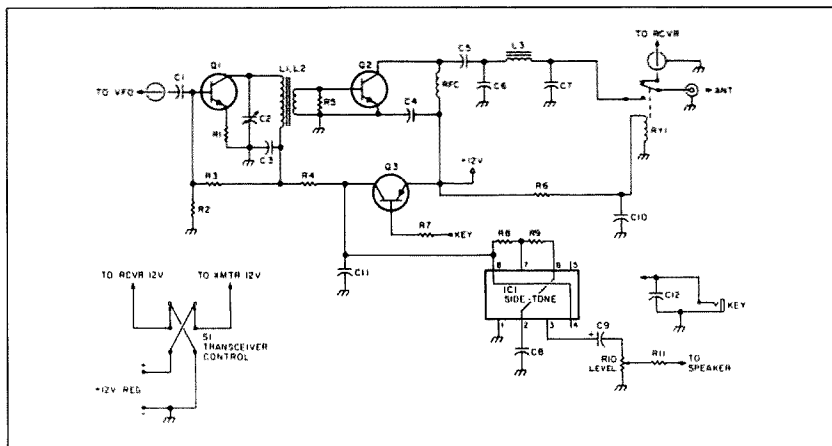 TO RCVR
Q1
L1,L2
Q2
C5
L3
C1
TO VFO
R5
RFC
C6
C7
ANT
C2
C4
R1
C3
RY1
Q3
+12V
R3
R4
R6
R2
R7
KEY
C10
R8
R9
C11
8
7
6
5
IC1
SIDE-TONE
1
2
3
4
TO RCVR 12V
TO XMTR 12V
S1
TRANSCEIVER
CONTROL
+
+12V REG
-
C8
+
C9
R10
LEVEL
R11
TO
SPEAKER
C12
KEY